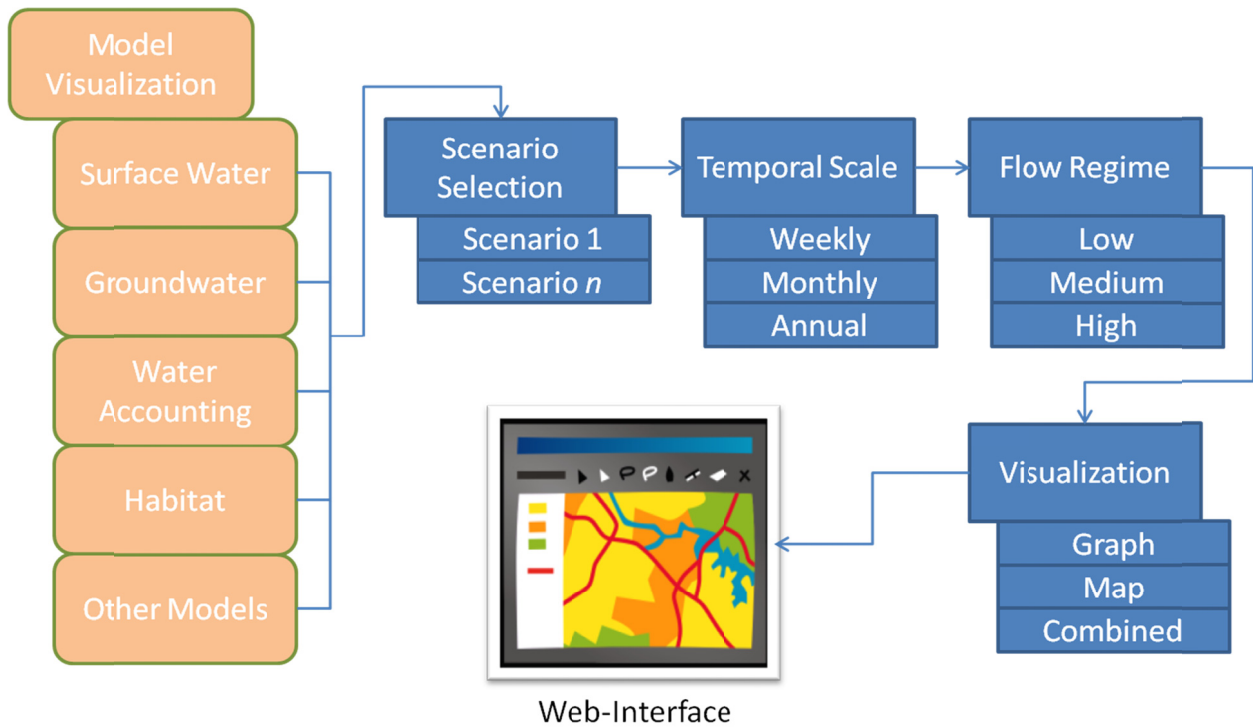 Model
Visualization
Surface Water
Groundwater
Water
Accounting
Habitat
Other Models
Scenario
Selection
Scenario 1
Scenario n
Temporal Scale
Weekly
Monthly
Annual
Flow Regime
Low
Medium
High
Visualization
Graph
Map
Combined
Web-Interface